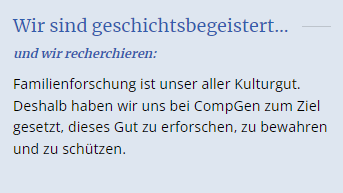 Wir sind geschichtsbegeistert...
und wir recherchieren:
Familienforschung ist unser aller Kulturgut.
Deshalb haben wir uns bei CompGen zum Ziel
gesetzt, dieses Gut zu erforschen, zu bewahren
und zu schützen.